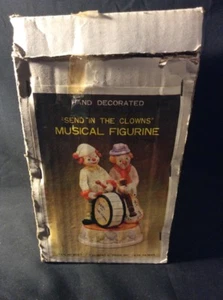 HAND DECORATED
"SEND IN THE CLOWNS"
MUSICAL FIGURINE